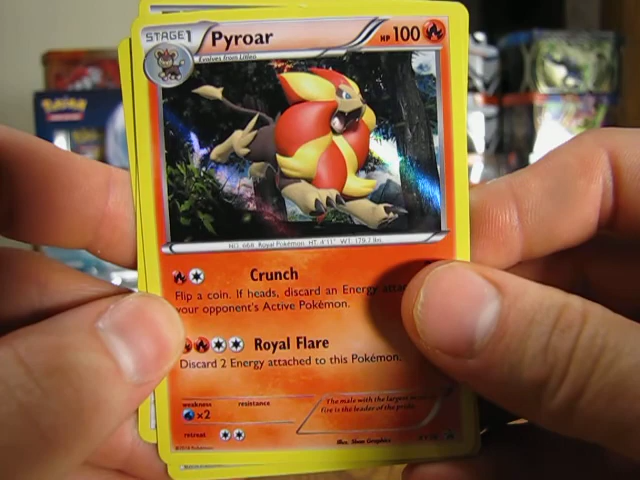 STAGE1 Pyroar HP 100
Evolves from Litleo
POKéMON
NO. 668 Royal Pokémon HT: 4'11" WT: 179.7 lbs.
Crunch
Flip a coin. If heads, discard an Energy
your opponent's Active Pokémon.
Royal Flare
Discard 2 Energy attached to this Pokémon.
weakness resistance
×2
The male with the largest
fire is the leader of the pride.
retreat
Illus. 5ban Graphics